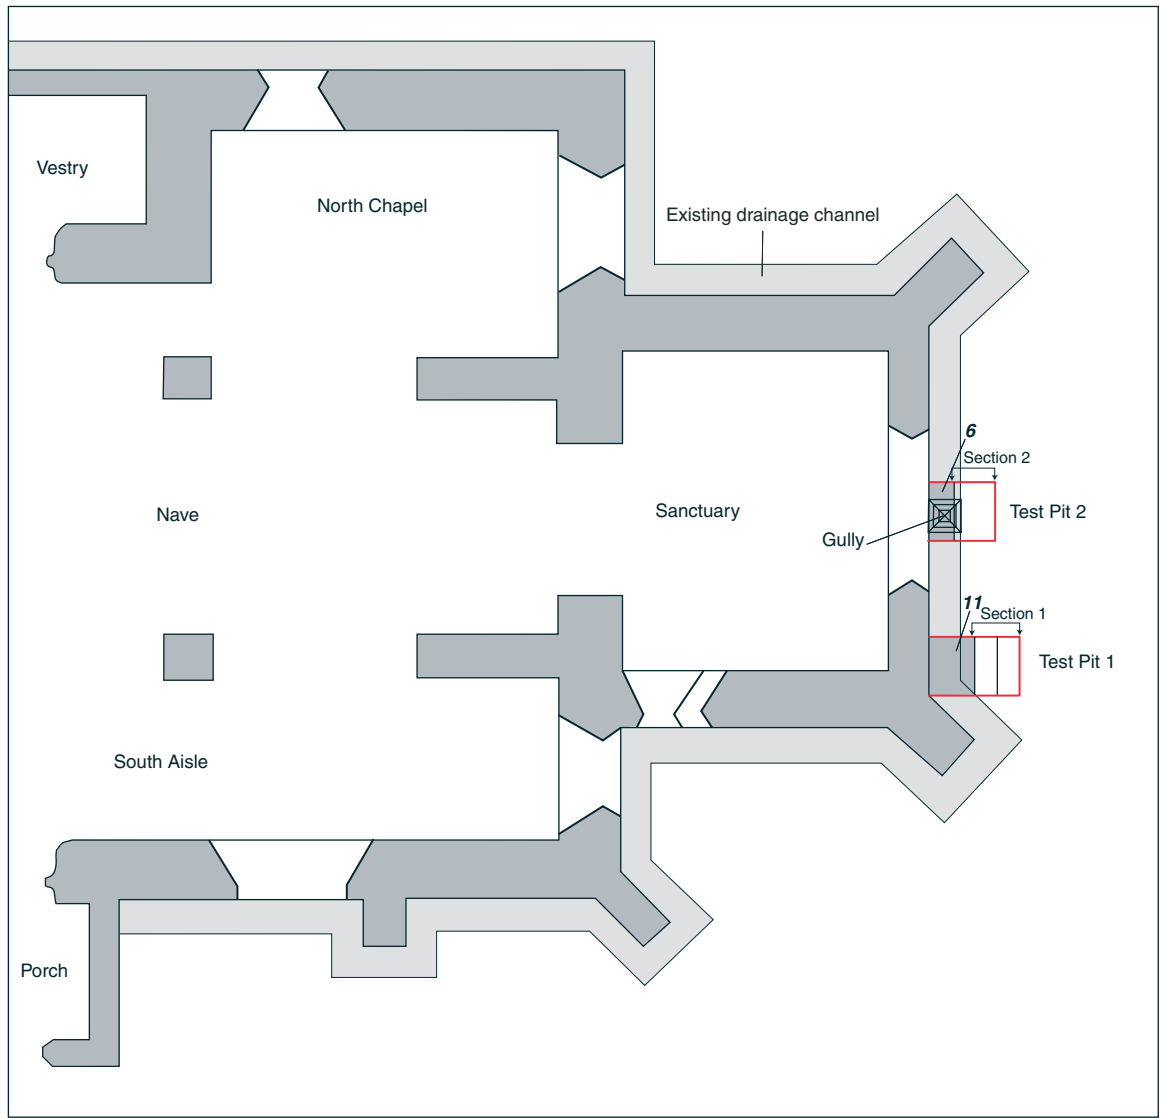 Vestry
North Chapel
Existing drainage channel
6
Section 2
Nave
Sanctuary
Test Pit 2
Gully
11
Section 1
Test Pit 1
South Aisle
Porch